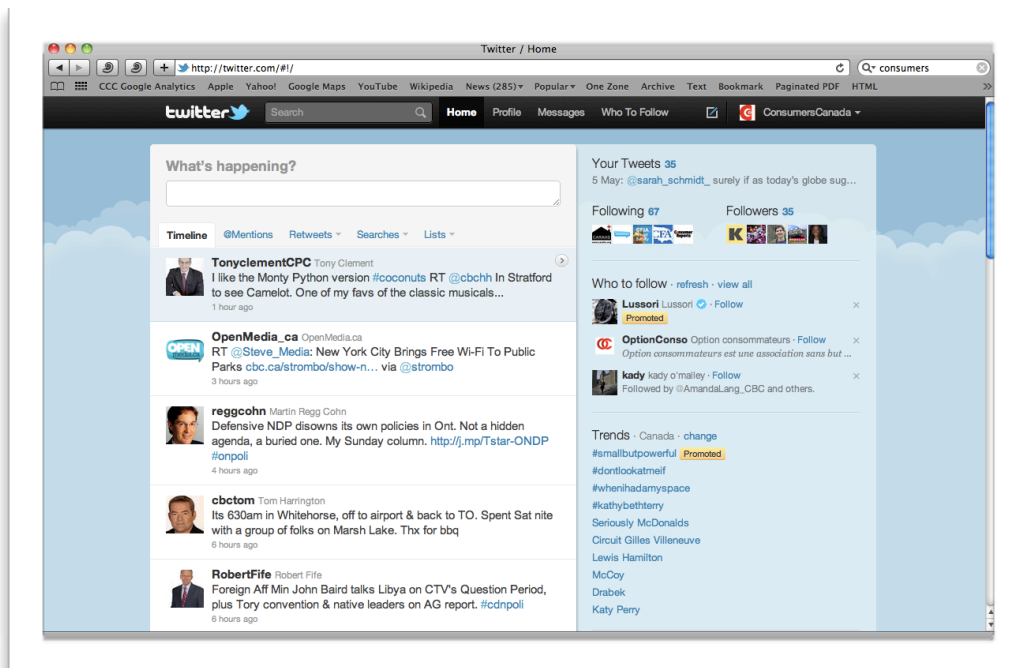 Twitter / Home
http://twitter.com/#!/
consumers
CCC Google Analytics Apple Yahoo! Google Maps YouTube Wikipedia News (285) Popular One Zone Archive Text Bookmark Paginated PDF HTML
twitter
Search
Home Profile Messages Who To Follow
ConsumersCanada
What's happening?
Timeline @Mentions Retweets Searches Lists
TonyclementCPC Tony Clement
I like the Monty Python version #coconuts RT @cbchh In Stratford
to see Camelot. One of my favs of the classic musicals...
1 hour ago
OPEN
media.ca
OpenMedia_ca OpenMedia.ca
RT @Steve_Media: New York City Brings Free Wi-Fi To Public
Parks cbc.ca/strombo/show-n… via @strombo
3 hours ago
reggcohn Martin Regg Cohn
Defensive NDP disowns its own policies in Ont. Not a hidden
agenda, a buried one. My Sunday column. http://j.mp/Tstar-ONDP
#onpoli
4 hours ago
cbctom Tom Harrington
Its 630am in Whitehorse, off to airport & back to TO. Spent Sat nite
with a group of folks on Marsh Lake. Thx for bbq
6 hours ago
RobertFife Robert Fife
Foreign Aff Min John Baird talks Libya on CTV's Question Period,
plus Tory convention & native leaders on AG report. #cdnpoli
6 hours ago
Your Tweets 35
5 May: @sarah_schmidt_ surely if as today's globe sug...
Following 67
Followers 35
K
Who to follow · refresh · view all
Lussori Lussori · Follow
Promoted
OptionConso Option consommateurs · Follow
Option consommateurs est une association sans but ...
kady kady o'malley · Follow
Followed by @AmandaLang_CBC and others.
Trends · Canada · change
#smallbutpowerful Promoted
#dontlookatmeif
#whenihadamyspace
#kathybethterry
Seriously McDonalds
Circuit Gilles Villeneuve
Lewis Hamilton
McCoy
Drabek
Katy Perry